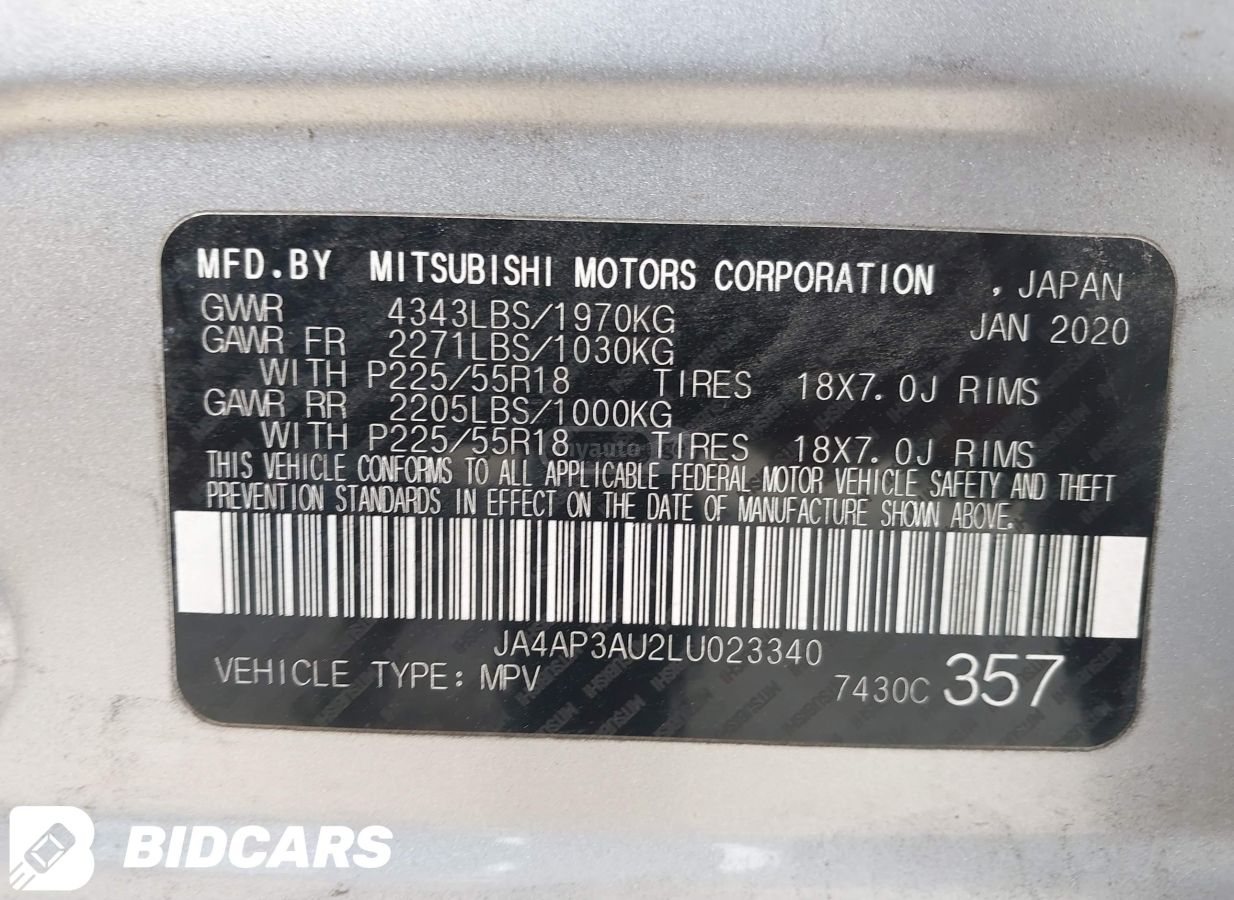 MFD.BY MITSUBISHI MOTORS CORPORATION , JAPAN
GVWR 4343LBS/1970KG JAN 2020
GAWR FR 2271LBS/1030KG
WITH P225/55R18 TIRES 18X7.0J RIMS
GAWR RR 2205LBS/1000KG
WITH P225/55R18 TIRES 18X7.0J RIMS
THIS VEHICLE CONFORMS TO ALL APPLICABLE FEDERAL MOTOR VEHICLE SAFETY AND THEFT
PREVENTION STANDARDS IN EFFECT ON THE DATE OF MANUFACTURE SHOWN ABOVE.
JA4AP3AU2LU023340
VEHICLE TYPE: MPV 7430C 357
BIDCARS